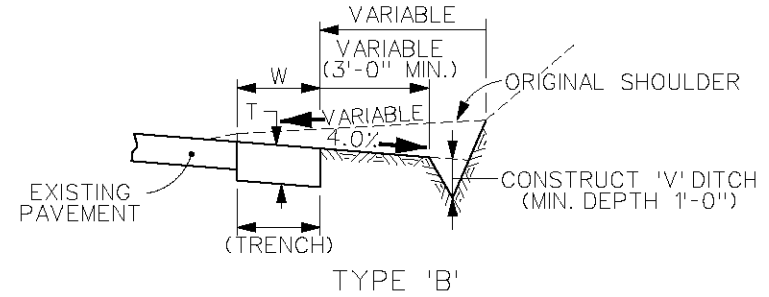 VARIABLE
VARIABLE
(3'-0" MIN.)
W
ORIGINAL SHOULDER
T
VARIABLE
4.0%
EXISTING
PAVEMENT
CONSTRUCT 'V' DITCH
(MIN. DEPTH 1'-0")
(TRENCH)
TYPE 'B'